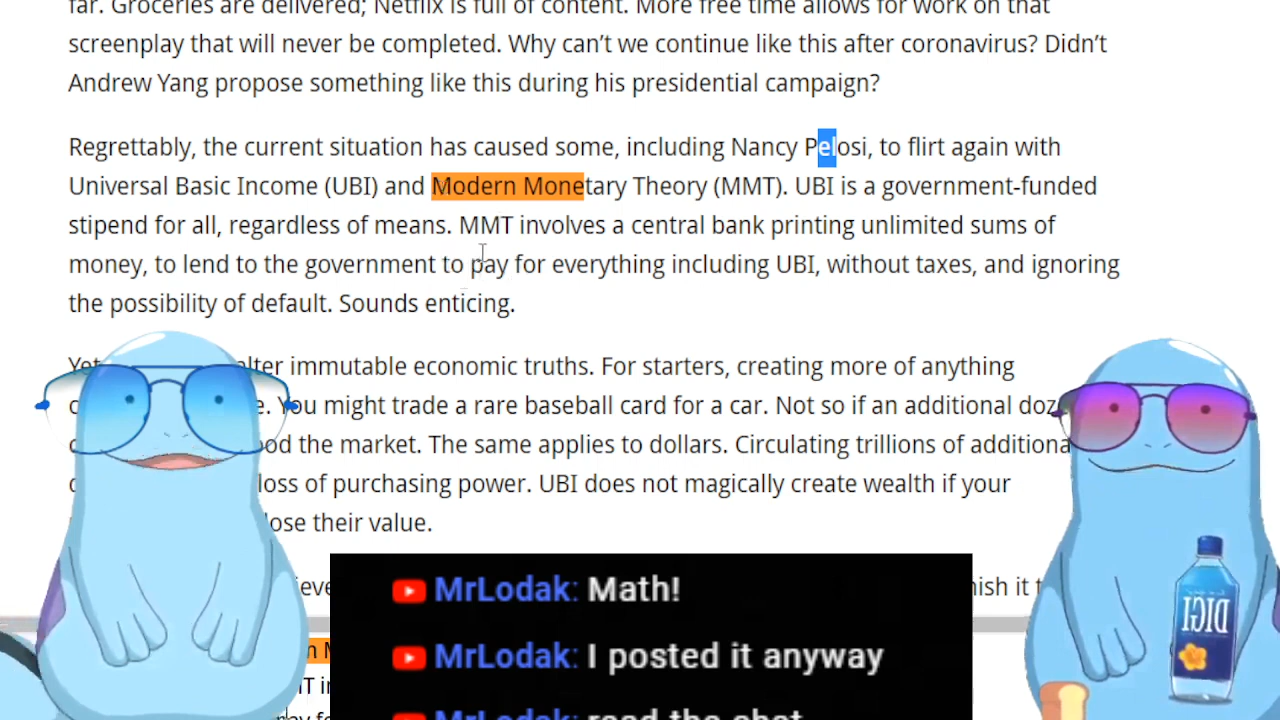 far. Groceries are delivered; Netflix is full of content. More free time allows for work on that
screenplay that will never be completed. Why can’t we continue like this after coronavirus? Didn’t
Andrew Yang propose something like this during his presidential campaign?
Regrettably, the current situation has caused some, including Nancy Pelosi, to flirt again with
Universal Basic Income (UBI) and Modern Monetary Theory (MMT). UBI is a government-funded
stipend for all, regardless of means. MMT involves a central bank printing unlimited sums of
money, to lend to the government to pay for everything including UBI, without taxes, and ignoring
the possibility of default. Sounds enticing.
immutable economic truths. For starters, creating more of anything
You might trade a rare baseball card for a car. Not so if an additional
the market. The same applies to dollars. Circulating trillions of
loss of purchasing power. UBI does not magically create wealth if your
lose their value.
MrLodak: Math!
MrLodak: I posted it anyway
MrLodak: read the chat
DIGI